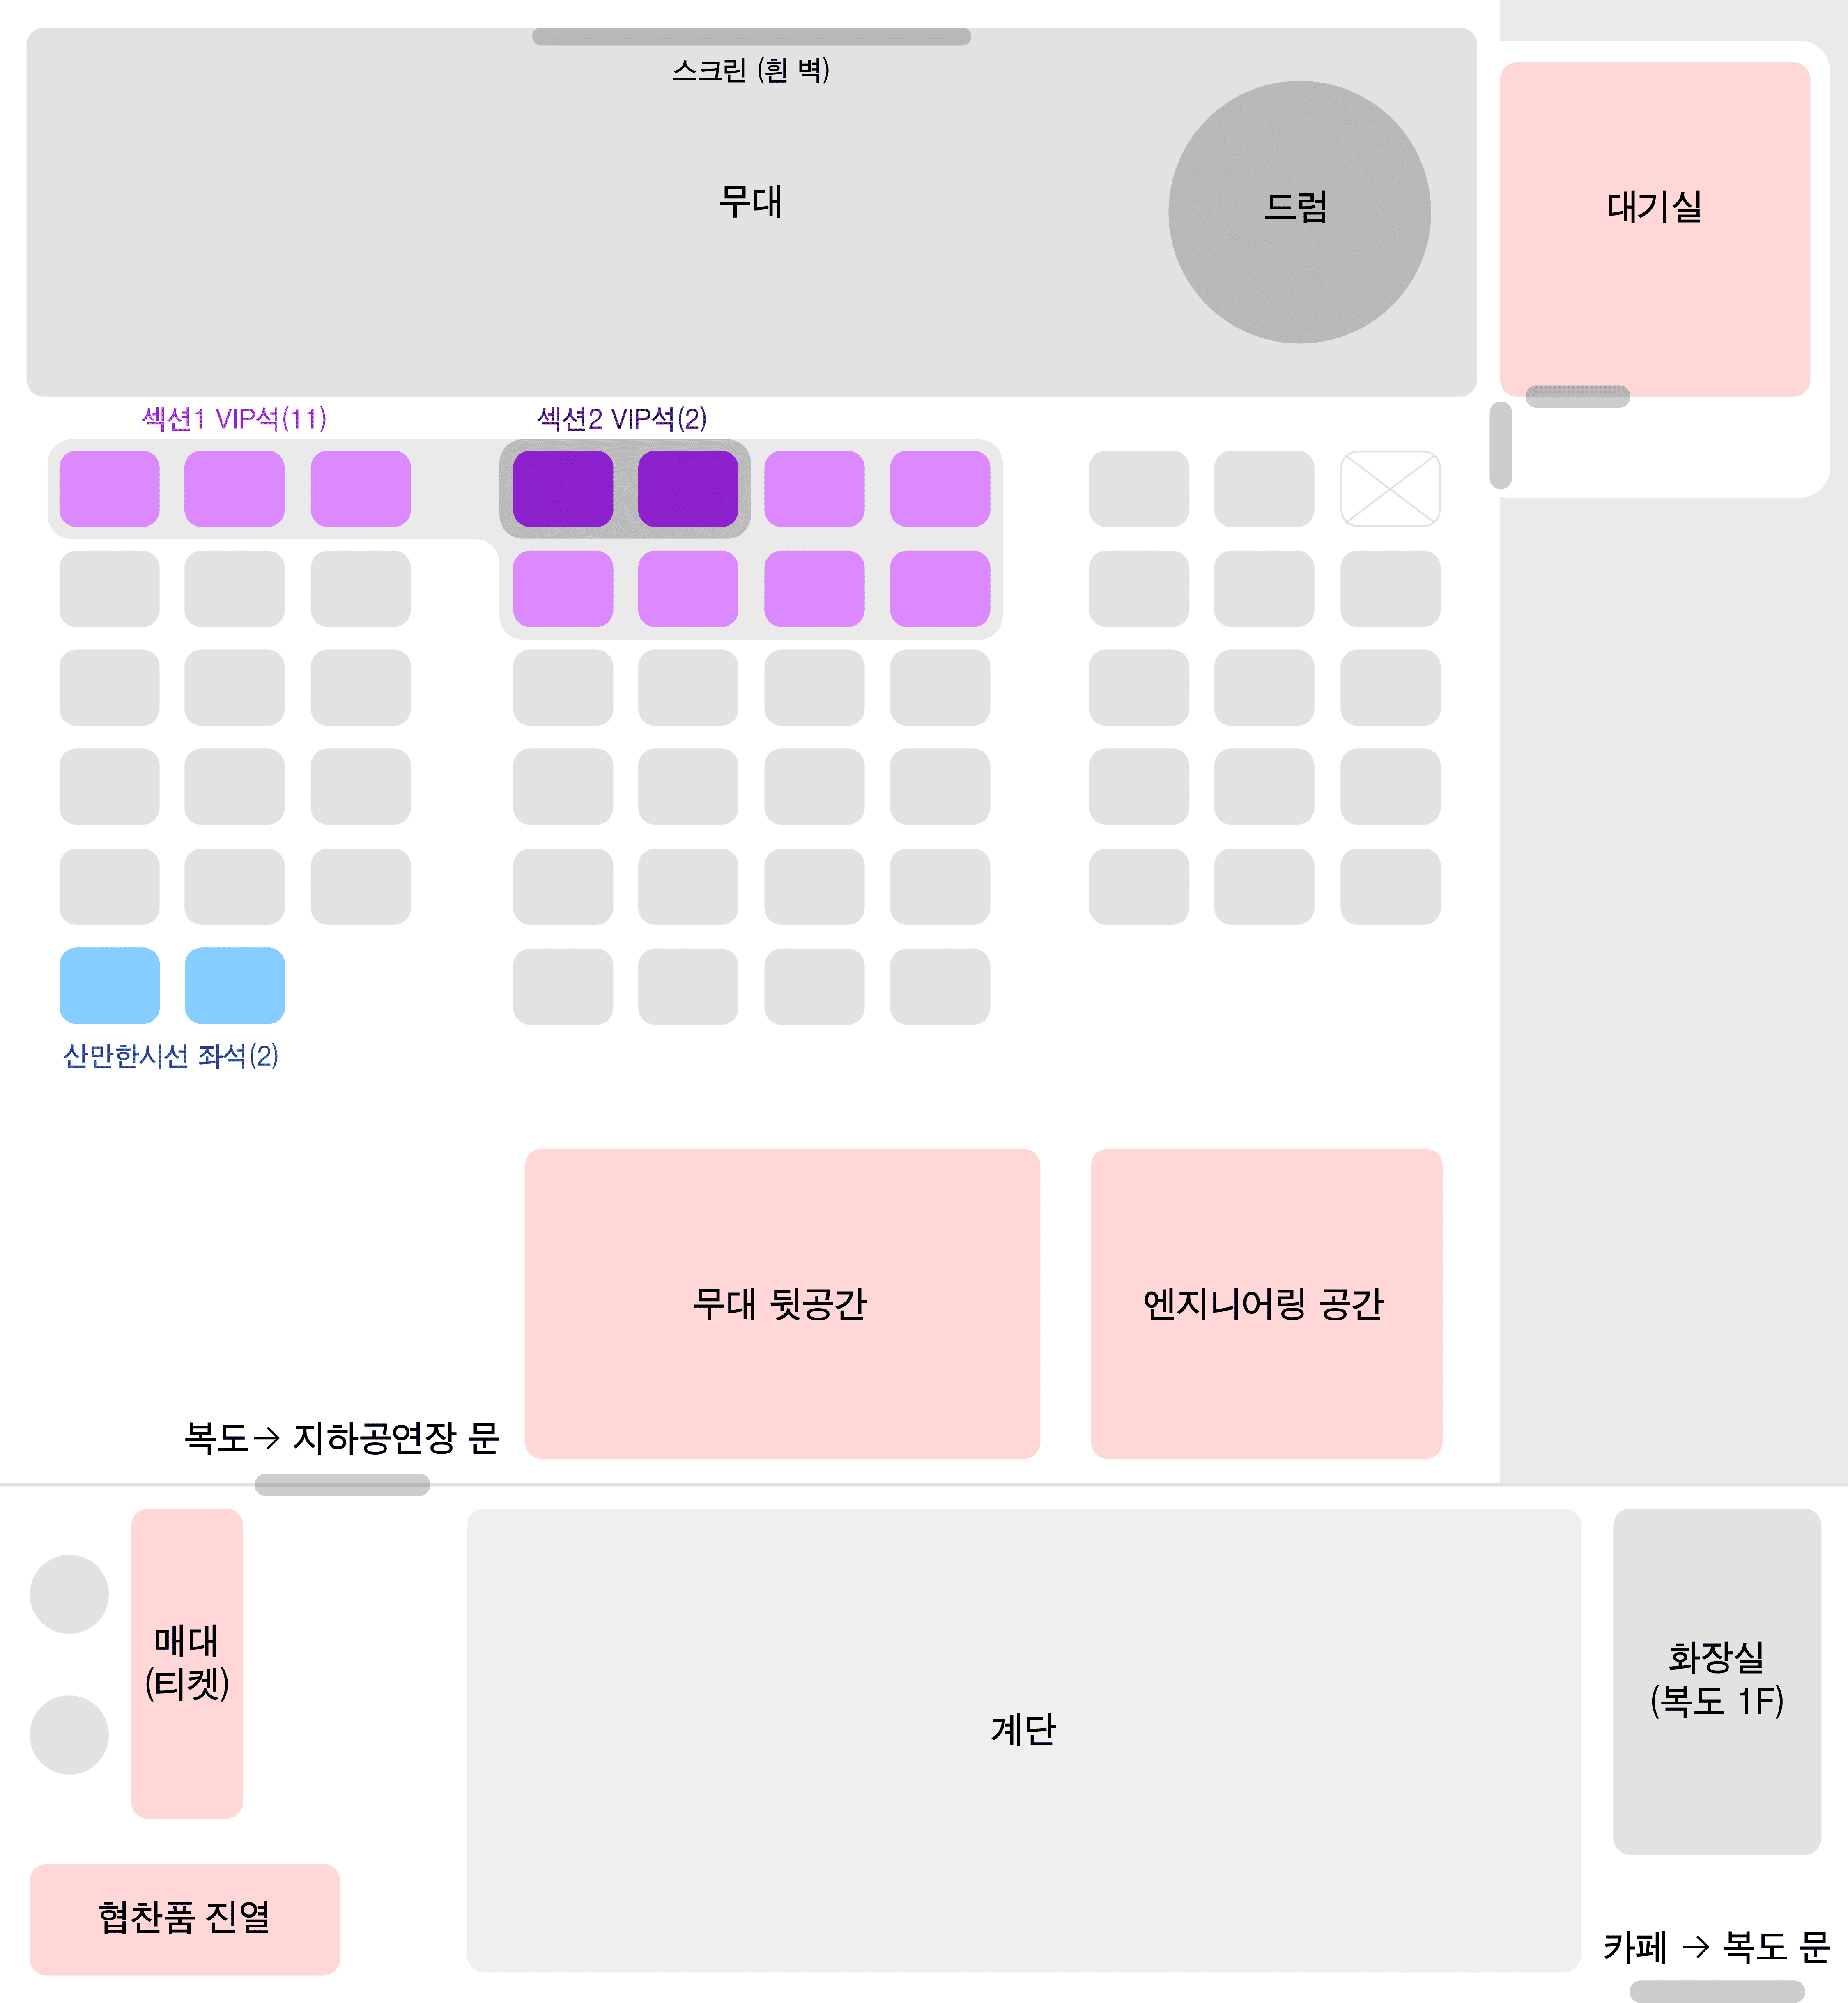 스크린 (흰 벽)
무대
드럼
대기실
섹션1 VIP석(11)
섹션2 VIP석(2)
산만한시선 좌석(2)
무대 뒷공간
엔지니어링 공간
복도→ 지하공연장 문
매대
(티켓)
계단
화장실
(복도 1F)
협찬품 진열
카페 → 복도 문